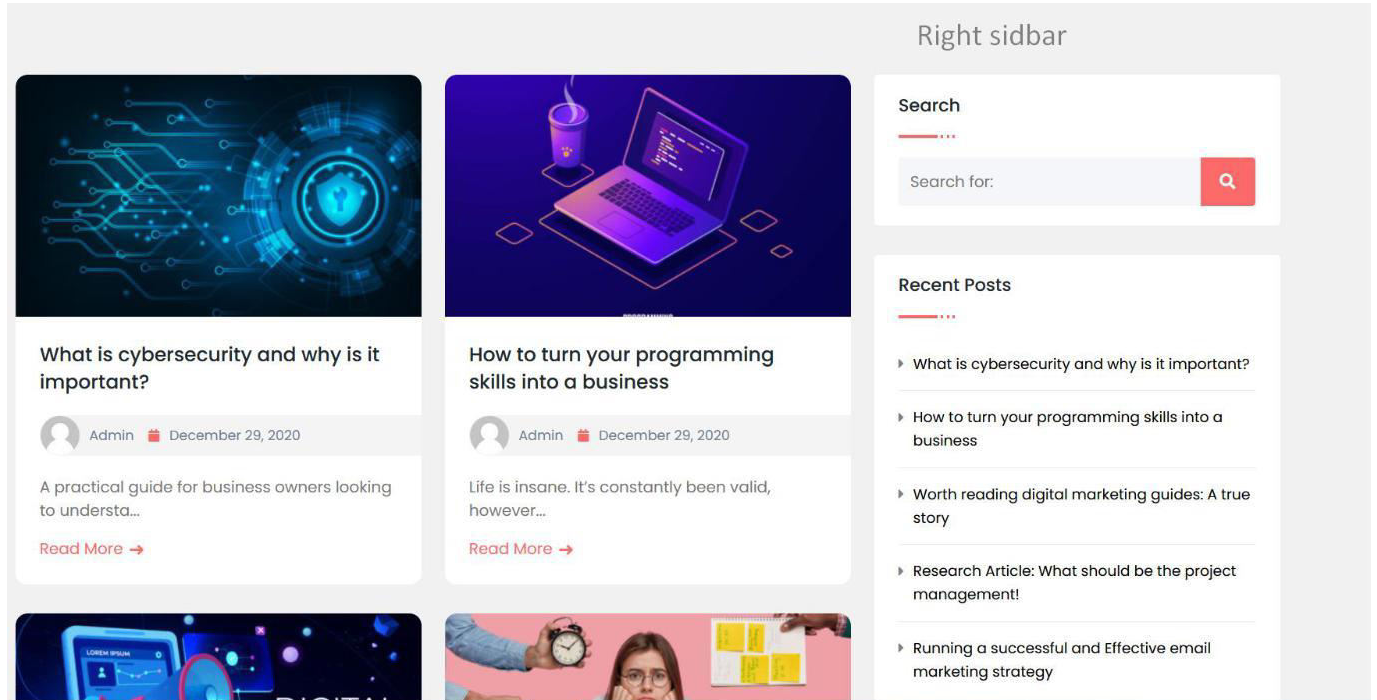 Right sidbar
Search
Search for:
Recent Posts
What is cybersecurity and why is it important?
How to turn your programming skills into a
business
Worth reading digital marketing guides: A true
story
Research Article: What should be the project
management!
Running a successful and Effective email
marketing strategy
What is cybersecurity and why is it
important?
Admin December 29, 2020
A practical guide for business owners looking
to understa...
Read More
PROGRAMMING
How to turn your programming
skills into a business
Admin December 29, 2020
Life is insane. It’s constantly been valid,
however...
Read More
LOREM IPSUM
DIGITAL